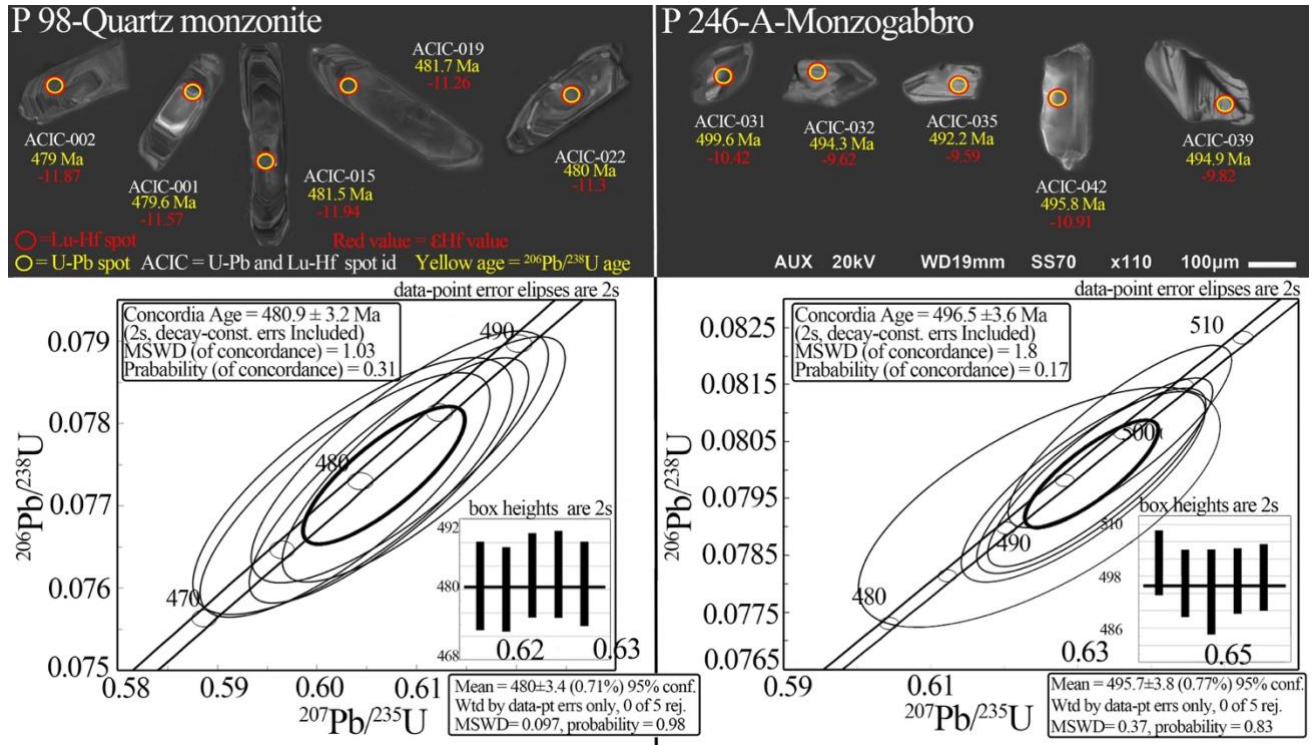 P 98-Quartz monzonite
ACIC-002
479 Ma
-11.87
ACIC-001
479.6 Ma
-11.57
ACIC-015
481.5 Ma
-11.94
ACIC-019
481.7 Ma
-11.26
ACIC-022
480 Ma
-11.3
=Lu-Hf spot
Red value = ƐHf value
=U-Pb spot ACIC = U-Pb and Lu-Hf spot id Yellow age = ²⁰⁶Pb/²³⁸U age
P 246-A-Monzogabbro
ACIC-031
499.6 Ma
-10.42
ACIC-032
494.3 Ma
-9.62
ACIC-035
492.2 Ma
-9.59
ACIC-042
495.8 Ma
-10.91
ACIC-039
494.9 Ma
-9.82
AUX 20kV WD19mm SS70 x110 100µm
data-point error elipses are 2s
Concordia Age = 480.9 ± 3.2 Ma
(2s, decay-const. errs Included)
MSWD (of concordance) = 1.03
Prabability (of concordance) = 0.31
490
480
470
0.079
0.078
0.077
0.076
0.075
²⁰⁶Pb/²³⁸U
box heights are 2s
492
480
468
0.58
0.60
0.61
0.62
0.63
²⁰⁷Pb/²³⁵U
Mean = 480±3.4 (0.71%) 95% conf.
Wtd by data-pt errs only, 0 of 5 rej.
MSWD= 0.097, probability = 0.98
data-point error elipses are 2s
Concordia Age = 496.5 ±3.6 Ma
(2s, decay-const. errs Included)
MSWD (of concordance) = 1.8
Prabability (of concordance) = 0.17
510
500
490
480
0.0825
0.0815
0.0805
0.0795
0.0785
0.0775
0.0765
²⁰⁶Pb/²³⁸U
box heights are 2s
510
498
486
0.59
0.61
0.63
0.65
²⁰⁷Pb/²³⁵U
Mean = 495.7±3.8 (0.77%) 95% conf.
Wtd by data-pt errs only, 0 of 5 rej.
MSWD= 0.37, probability = 0.83